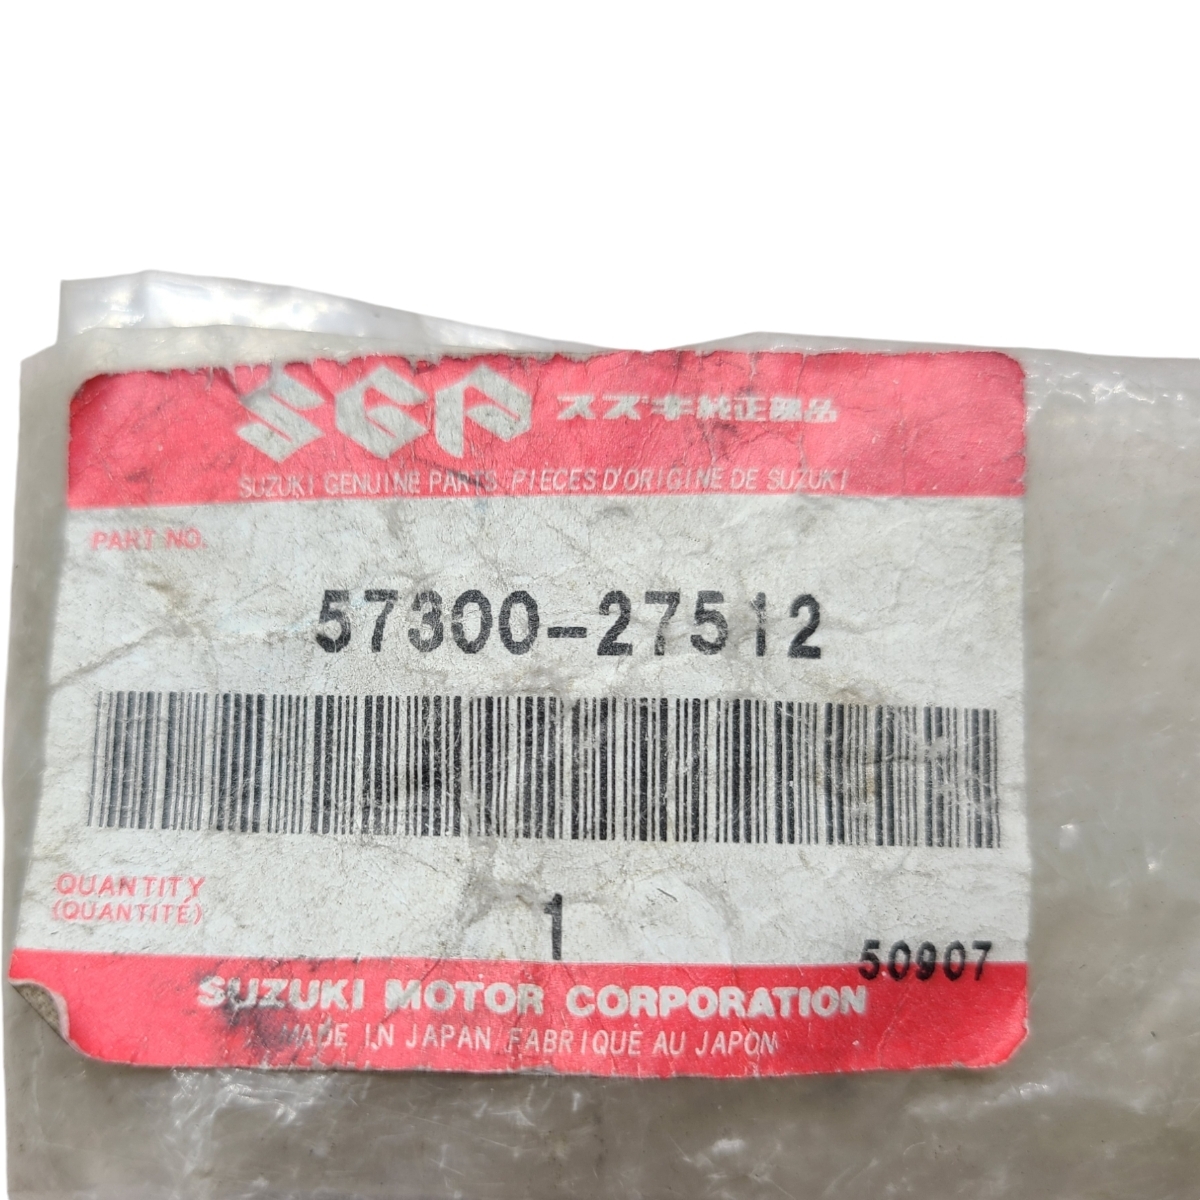 SGP スズキ純正部品
SUZUKI GENUINE PARTS PIECES D'ORIGINE DE SUZUKI
PART NO.
57300-27512
QUANTITY
(QUANTITÉ)
1
50907
SUZUKI MOTOR CORPORATION
MADE IN JAPAN FABRIQUÉ AU JAPON